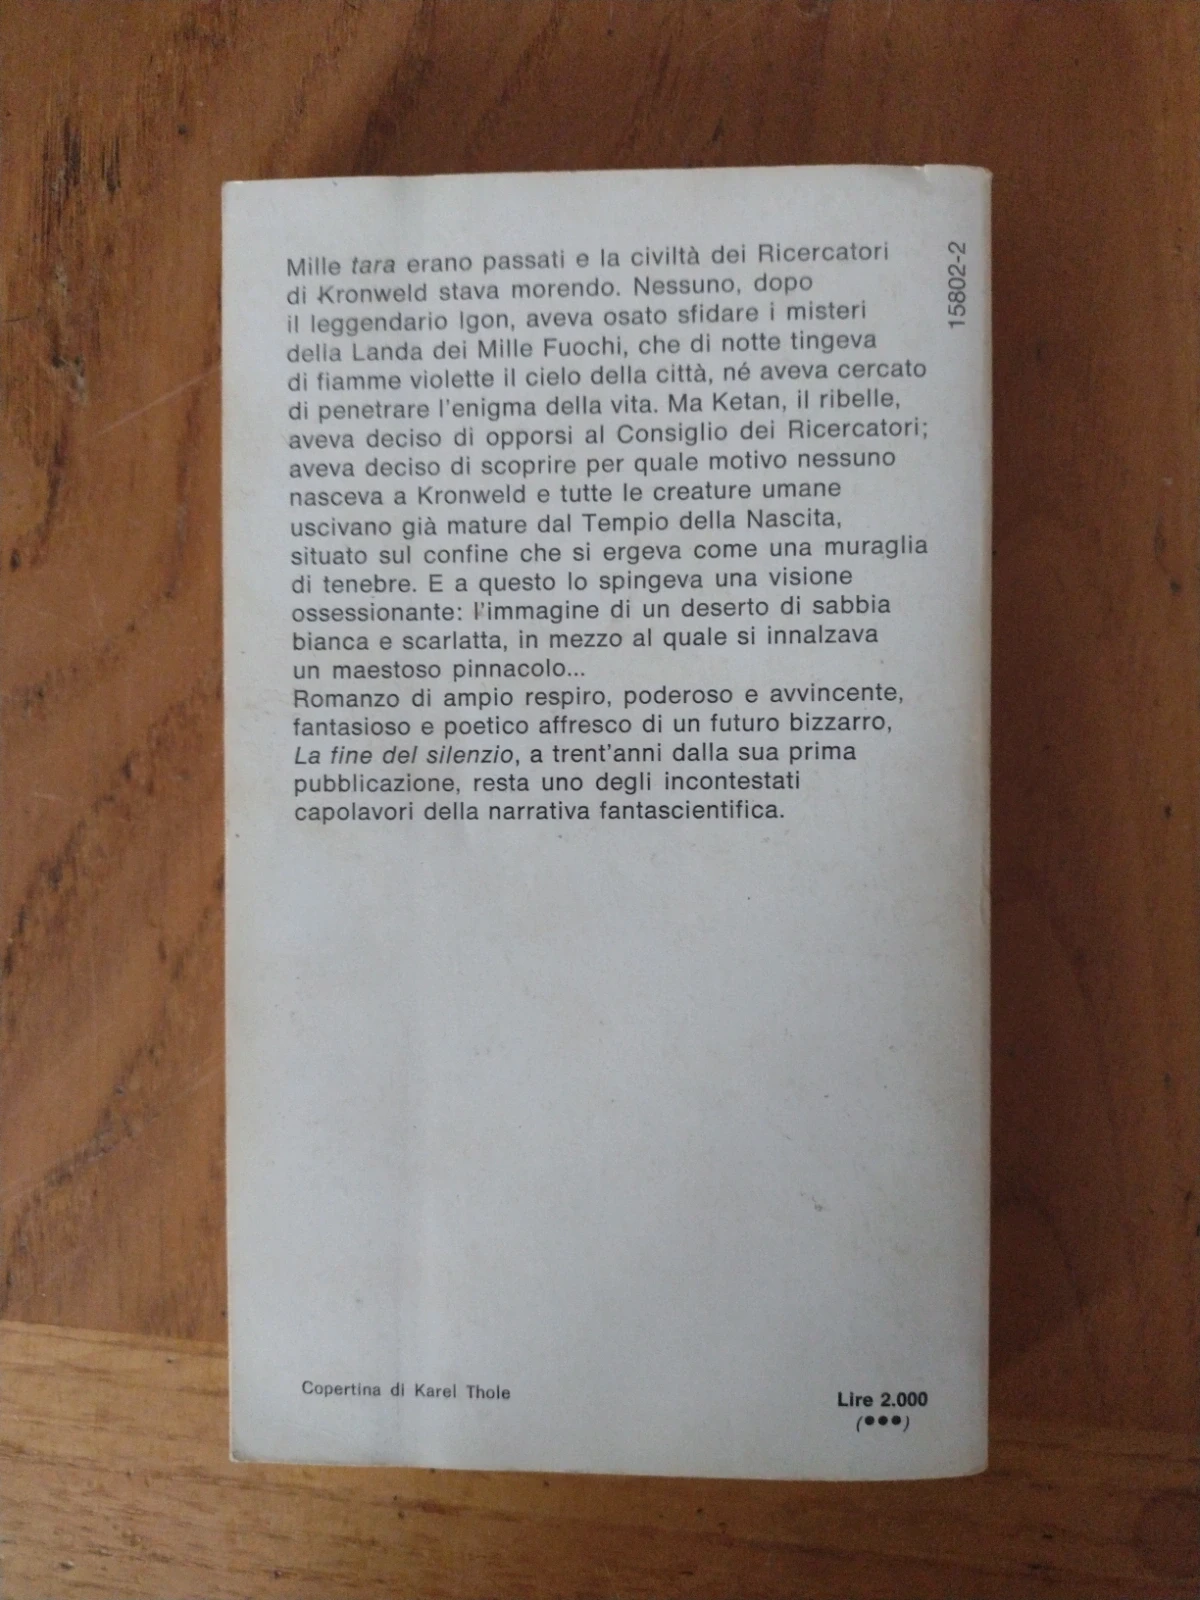 Mille tara erano passati e la civiltà dei Ricercatori
di Kronweld stava morendo. Nessuno, dopo
il leggendario Igon, aveva osato sfidare i misteri
della Landa dei Mille Fuochi, che di notte tingeva
di fiamme violette il cielo della città, né aveva cercato
di penetrare l'enigma della vita. Ma Ketan, il ribelle,
aveva deciso di opporsi al Consiglio dei Ricercatori;
aveva deciso di scoprire per quale motivo nessuno
nasceva a Kronweld e tutte le creature umane
uscivano già mature dal Tempio della Nascita,
situato sul confine che si ergeva come una muraglia
di tenebre. E a questo lo spingeva una visione
ossessionante: l'immagine di un deserto di sabbia
bianca e scarlatta, in mezzo al quale si innalzava
un maestoso pinnacolo...
Romanzo di ampio respiro, poderoso e avvincente,
fantasioso e poetico affresco di un futuro bizzarro,
La fine del silenzio, a trent'anni dalla sua prima
pubblicazione, resta uno degli incontestati
capolavori della narrativa fantascientifica.
15802-2
Copertina di Karel Thole
Lire 2.000
(●●●)